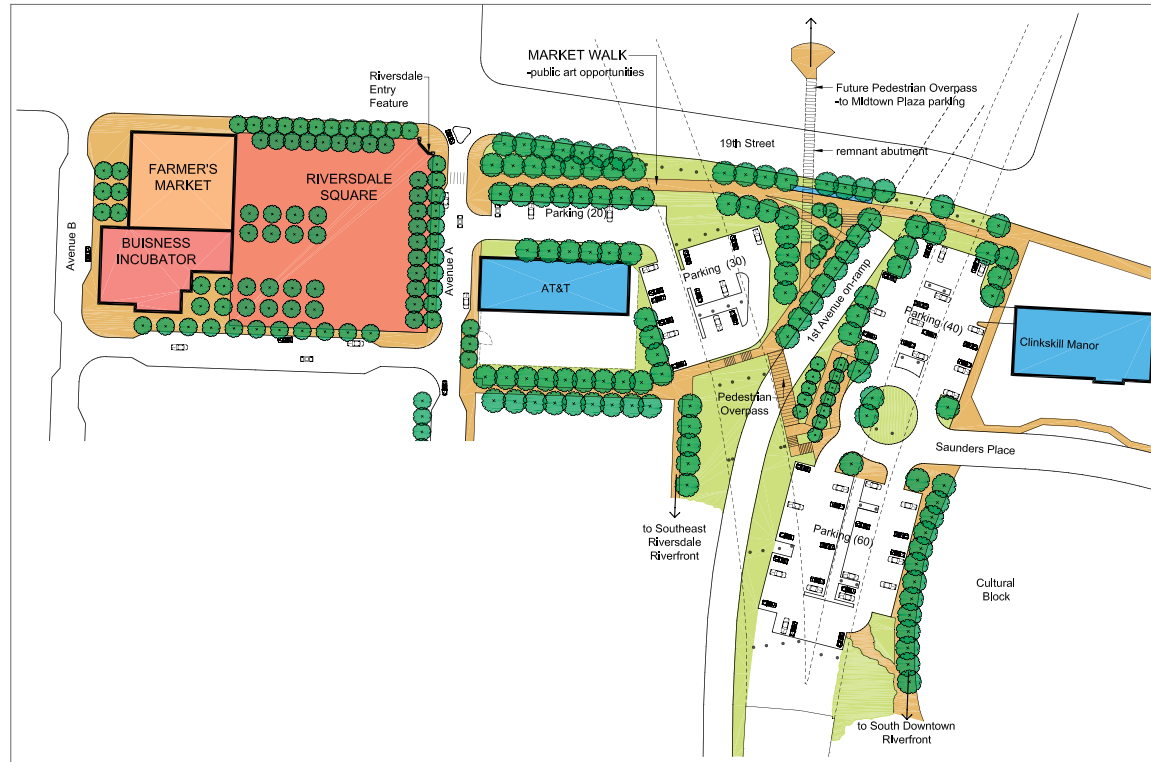 MARKET WALK
-public art opportunities
Riversdale
Entry
Feature
Future Pedestrian Overpass
-to Midtown Plaza parking
19th Street
remnant abutment
FARMER'S
MARKET
RIVERSDALE
SQUARE
Avenue B
BUISNESS
INCUBATOR
Avenue A
Parking (20)
Parking (30)
AT&T
1st Avenue on-ramp
Parking (40)
Clinkskill Manor
Pedestrian
Overpass
Saunders Place
to Southeast
Riversdale
Riverfront
Parking (60)
Cultural
Block
to South Downtown
Riverfront